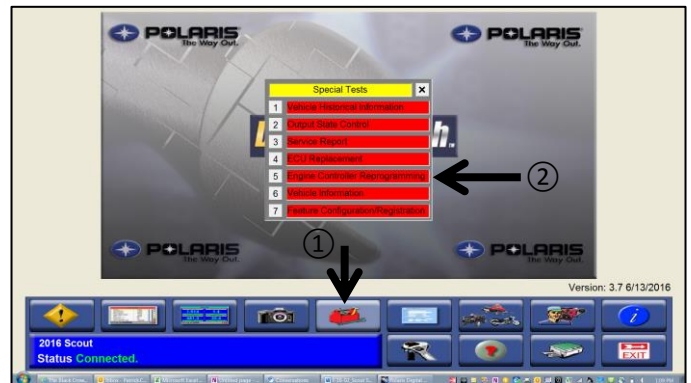 POLARIS
The Way Out.
POLARIS
The Way Out.
Special Tests
1 Vehicle Historical Information
2 Output State Control
3 Service Report
4 ECU Replacement
5 Engine Controller Reprogramming
6 Vehicle Information
7 Feature Configuration/Registration
②
①
POLARIS
The Way Out.
POLARIS
The Way Out.
Version: 3.7 6/13/2016
2016 Scout
Status Connected.
EXIT